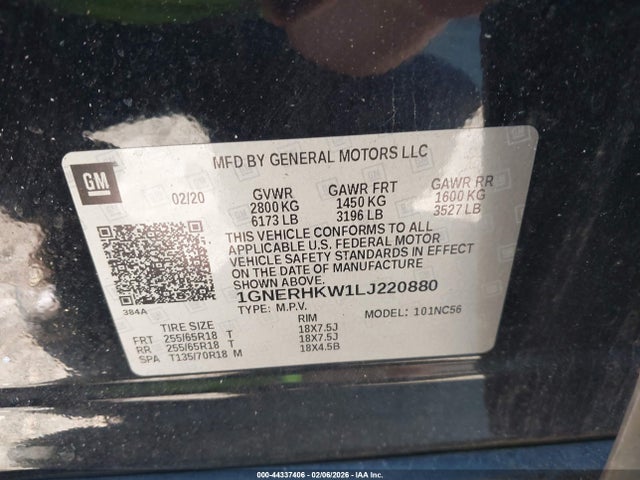 MFD BY GENERAL MOTORS LLC
GM
02/20
GVWR GAWR FRT GAWR RR
2800 KG 1450 KG 1600 KG
6173 LB 3196 LB 3527 LB
THIS VEHICLE CONFORMS TO ALL
APPLICABLE U.S. FEDERAL MOTOR
VEHICLE SAFETY STANDARDS IN EFFECT
ON THE DATE OF MANUFACTURE
SHOWN ABOVE.
384A
1GNERHKW1LJ220880
TYPE: M.P.V. MODEL: 101NC56
TIRE SIZE RIM
FRT 255/65R18 T 18X7.5J
RR 255/65R18 T 18X7.5J
SPA T135/70R18 M 18X4.5B
000-44337406 - 02/06/2026 - IAA Inc.